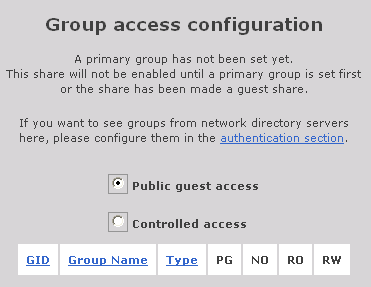 Group access configuration
A primary group has not been set yet.
This share will not be enabled until a primary group is set first
or the share has been made a guest share.
If you want to see groups from network directory servers
here, please configure them in the authentication section.
Public guest access
Controlled access
GID Group Name Type PG NO RO RW